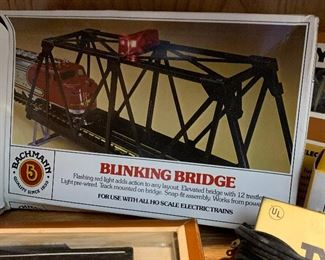 BACHMANN
B
QUALITY SINCE 1833
BLINKING BRIDGE
Flashing red light adds action to any layout. Elevated bridge with 12 trestles.
Light pre-wired. Track mounted on bridge. Snap-fit assembly. Works from power
FOR USE WITH ALL HO SCALE ELECTRIC TRAINS
UL